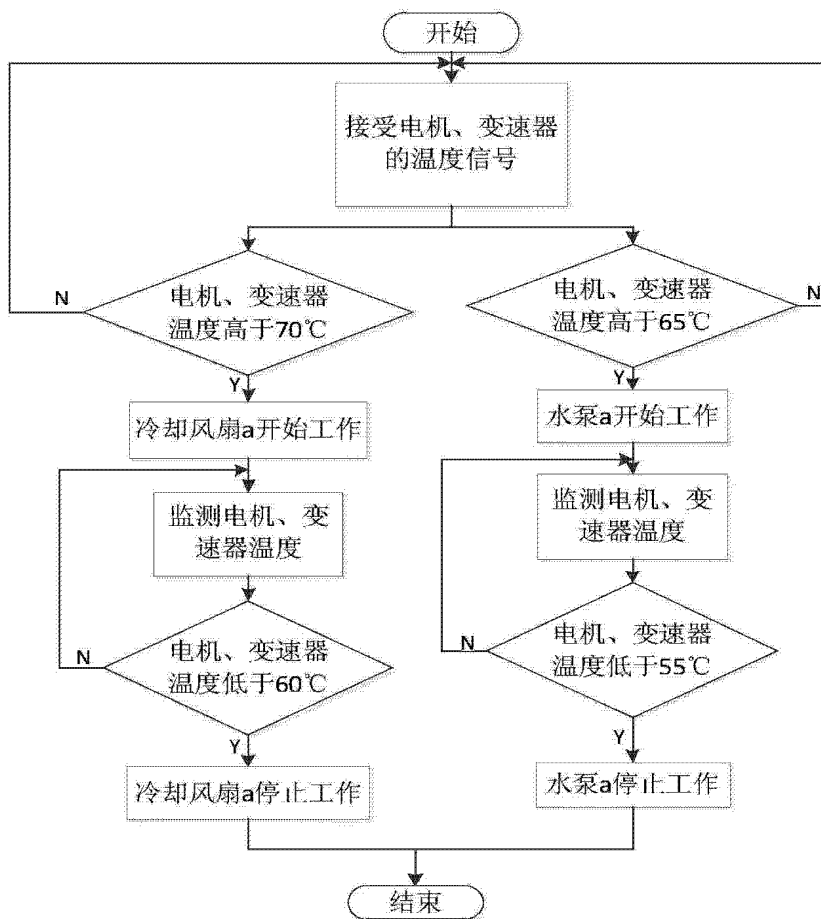 开始
接受电机、变速器
的温度信号
N
电机、变速器
温度高于70℃
Y
电机、变速器
温度高于65℃
N
Y
冷却风扇a开始工作
水泵a开始工作
监测电机、变
速器温度
监测电机、变
速器温度
N
电机、变速器
温度低于60℃
Y
N
电机、变速器
温度低于55℃
Y
冷却风扇a停止工作
水泵a停止工作
结束